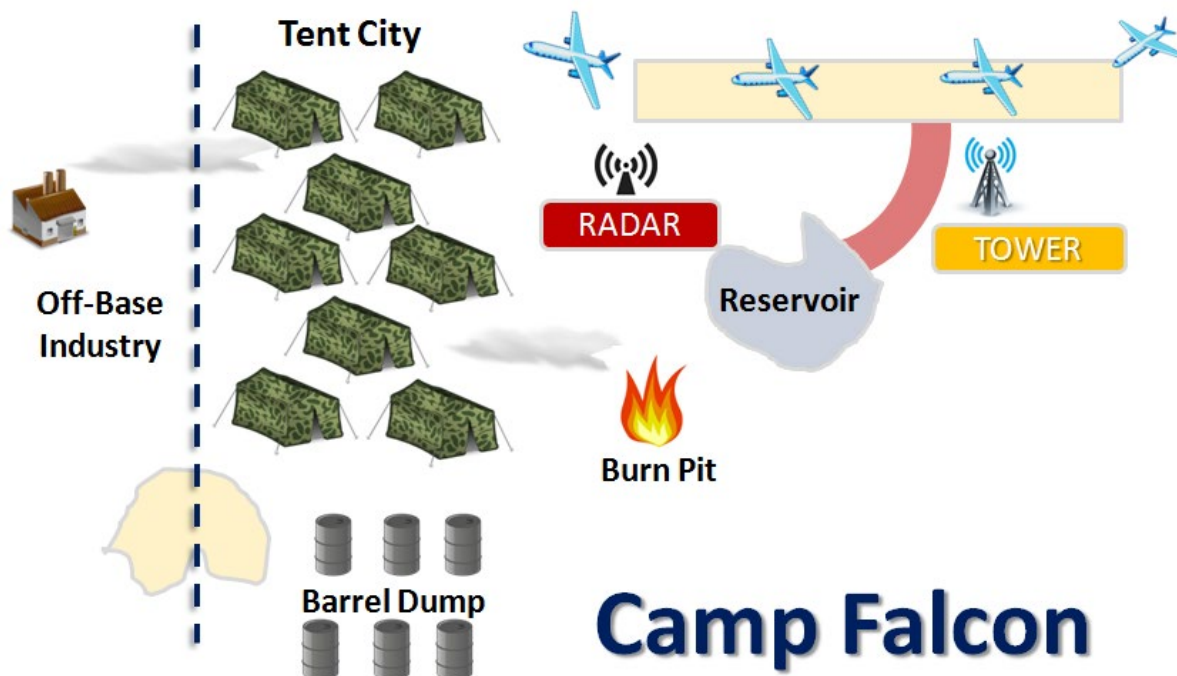 Tent City
RADAR
TOWER
Reservoir
Off-Base
Industry
Burn Pit
Barrel Dump
Camp Falcon